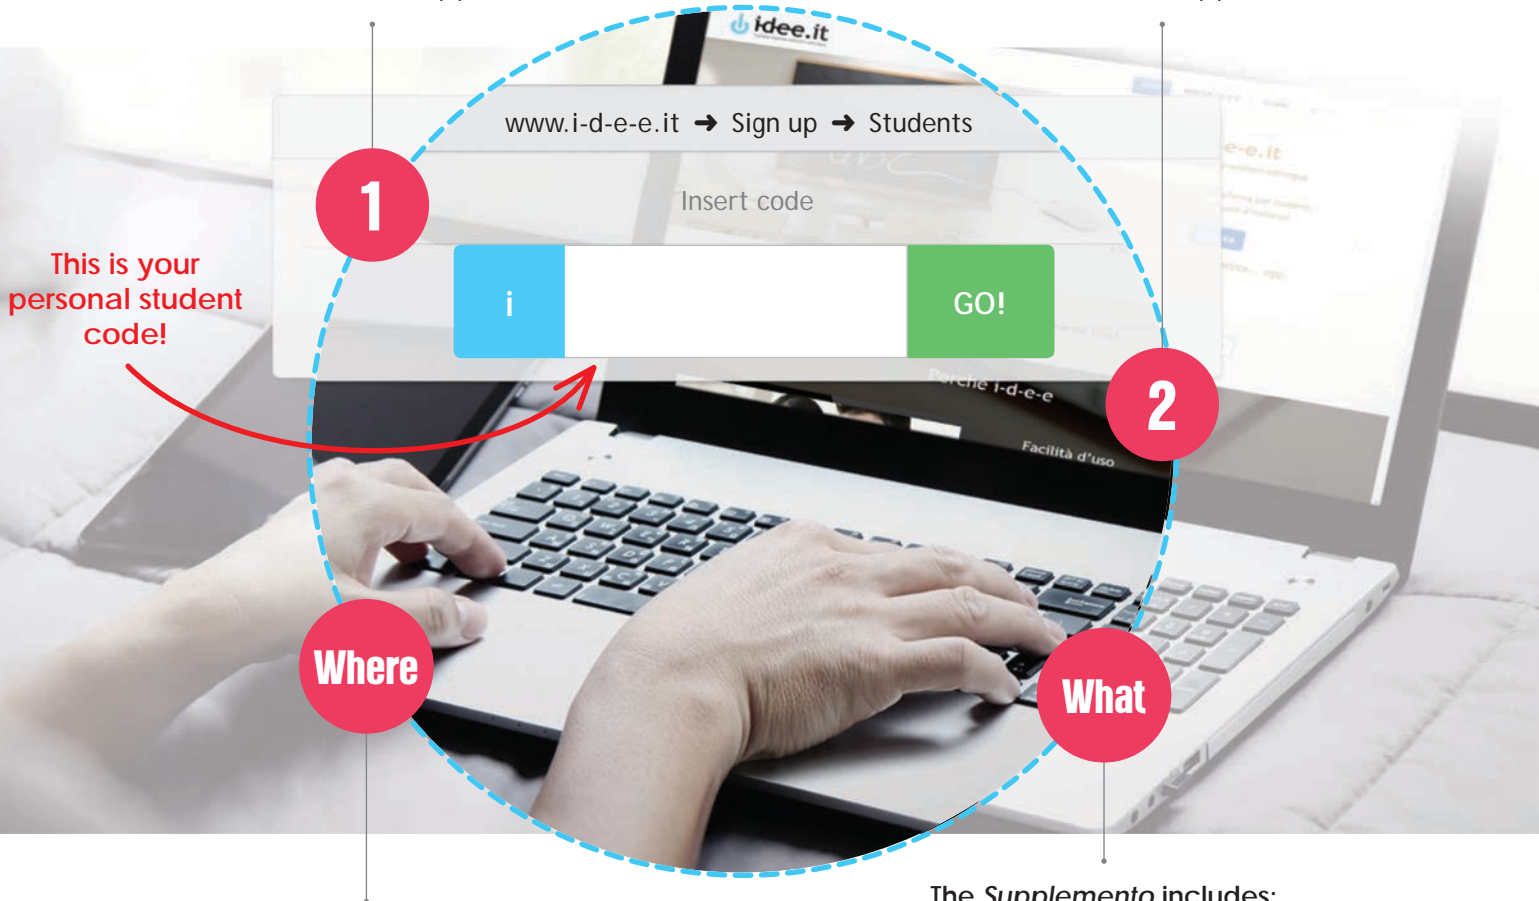 idee.it
www.i-d-e-e.it ➜ Sign up ➜ Students
e-e.it
1
Insert code
This is your
personal student
code!
i
GO!
Perché i-d-e-e
2
Facilità d'uso
Where
What
The Supplemento includes: